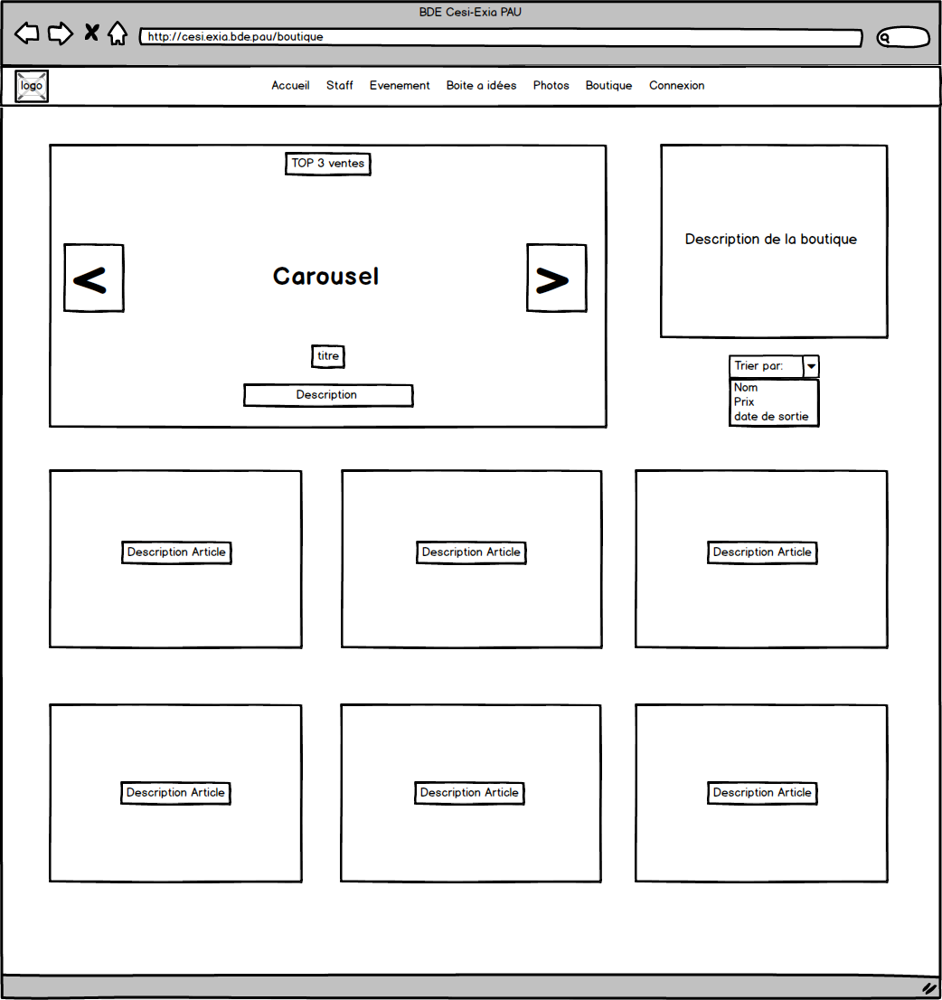 BDE Cesi-Exia PAU
http://cesi.exia.bde.pau/boutique
logo
Accueil Staff Evenement Boite a idées Photos Boutique Connexion
TOP 3 ventes
< Carousel >
titre
Description
Description de la boutique
Trier par:
Nom
Prix
date de sortie
Description Article Description Article Description Article
Description Article Description Article Description Article